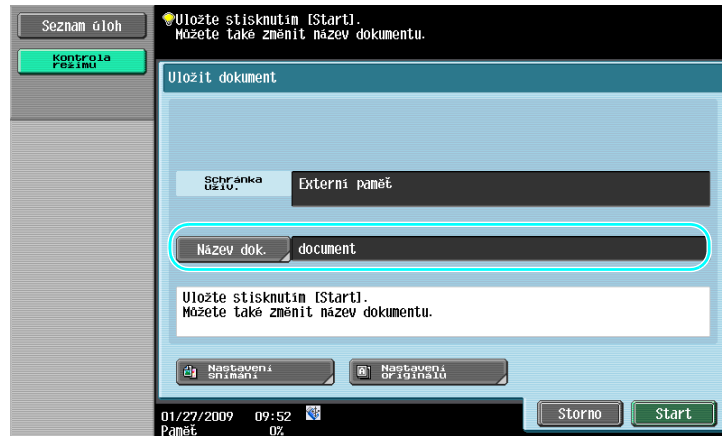 Seznam úloh
Kontrola
režimu
Uložte stisknutím [Start].
Můžete také změnit název dokumentu.
Uložit dokument
Schránka
uživ.
Externí paměť
Název dok.
document
Uložte stisknutím [Start].
Můžete také změnit název dokumentu.
Nastavení
snímání
Nastavení
originálu
01/27/2009 09:52
Paměť 0%
Storno
Start